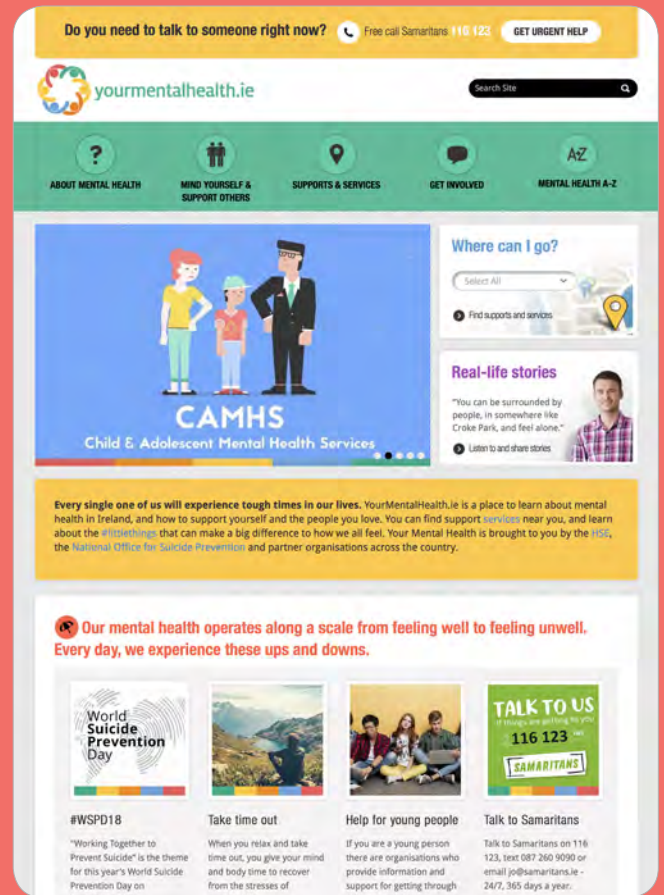 Do you need to talk to someone right now?
Free call Samaritans 116 123
GET URGENT HELP
yourmentalhealth.ie
Search Site
?
A-Z
ABOUT MENTAL HEALTH
MIND YOURSELF &
SUPPORT OTHERS
SUPPORTS & SERVICES
GET INVOLVED
MENTAL HEALTH A-Z
CAMHS
Child & Adolescent Mental Health Services
Where can I go?
Select All
Find supports and services
Real-life stories
"You can be surrounded by
people, in somewhere like
Croke Park, and feel alone."
Listen to and share stories
Every single one of us will experience tough times in our lives. YourMentalHealth.ie is a place to learn about mental
health in Ireland, and how to support yourself and the people you love. You can find support services near you, and learn
about the #littlethings that can make a big difference to how we all feel. Your Mental Health is brought to you by the HSE,
the National Office for Suicide Prevention and partner organisations across the country.
Our mental health operates along a scale from feeling well to feeling unwell.
Every day, we experience these ups and downs.
World
Suicide
Prevention
Day
#WSPD18
"Working Together to
Prevent Suicide" is the theme
for this year's World Suicide
Prevention Day on
Take time out
When you relax and take
time out, you give your mind
and body time to recover
from the stresses of
Help for young people
If you are a young person
there are organisations who
provide information and
support for getting through
TALK TO US
if things are getting to you
116 123
SAMARITANS
Talk to Samaritans
Talk to Samaritans on 116
123, text 087 260 9090 or
email jo@samaritans.ie -
24/7, 365 days a year.